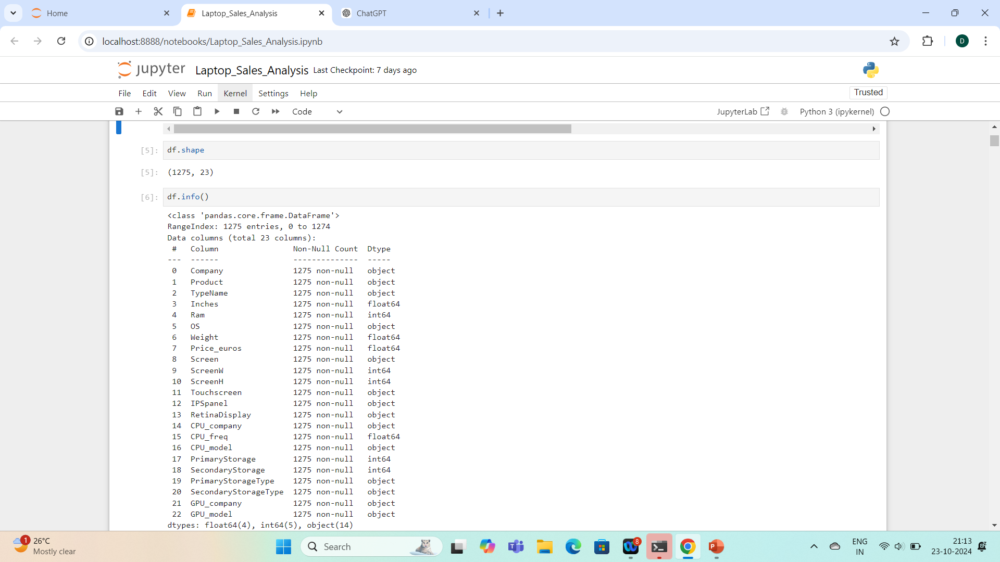 Home
Laptop_Sales_Analysis
ChatGPT
localhost:8888/notebooks/Laptop_Sales_Analysis.ipynb
D
jupyter Laptop_Sales_Analysis Last Checkpoint: 7 days ago
File Edit View Run Kernel Settings Help
Trusted
Code
JupyterLab
Python 3 (ipykernel)
[5]: df.shape
[5]: (1275, 23)
[6]: df.info()
<class 'pandas.core.frame.DataFrame'>
RangeIndex: 1275 entries, 0 to 1274
Data columns (total 23 columns):
# Column Non-Null Count Dtype
--- ------ -------------- -----
0 Company 1275 non-null object
1 Product 1275 non-null object
2 TypeName 1275 non-null object
3 Inches 1275 non-null float64
4 Ram 1275 non-null int64
5 OS 1275 non-null object
6 Weight 1275 non-null float64
7 Price_euros 1275 non-null float64
8 Screen 1275 non-null object
9 ScreenW 1275 non-null int64
10 ScreenH 1275 non-null int64
11 Touchscreen 1275 non-null object
12 IPSpanel 1275 non-null object
13 RetinaDisplay 1275 non-null object
14 CPU_company 1275 non-null object
15 CPU_freq 1275 non-null float64
16 CPU_model 1275 non-null object
17 PrimaryStorage 1275 non-null int64
18 SecondaryStorage 1275 non-null int64
19 PrimaryStorageType 1275 non-null object
20 SecondaryStorageType 1275 non-null object
21 GPU_company 1275 non-null object
22 GPU_model 1275 non-null object
dtypes: float64(4), int64(5), object(14)
1
26°C
Mostly clear
Search
8
P
ENG
IN
21:13
23-10-2024